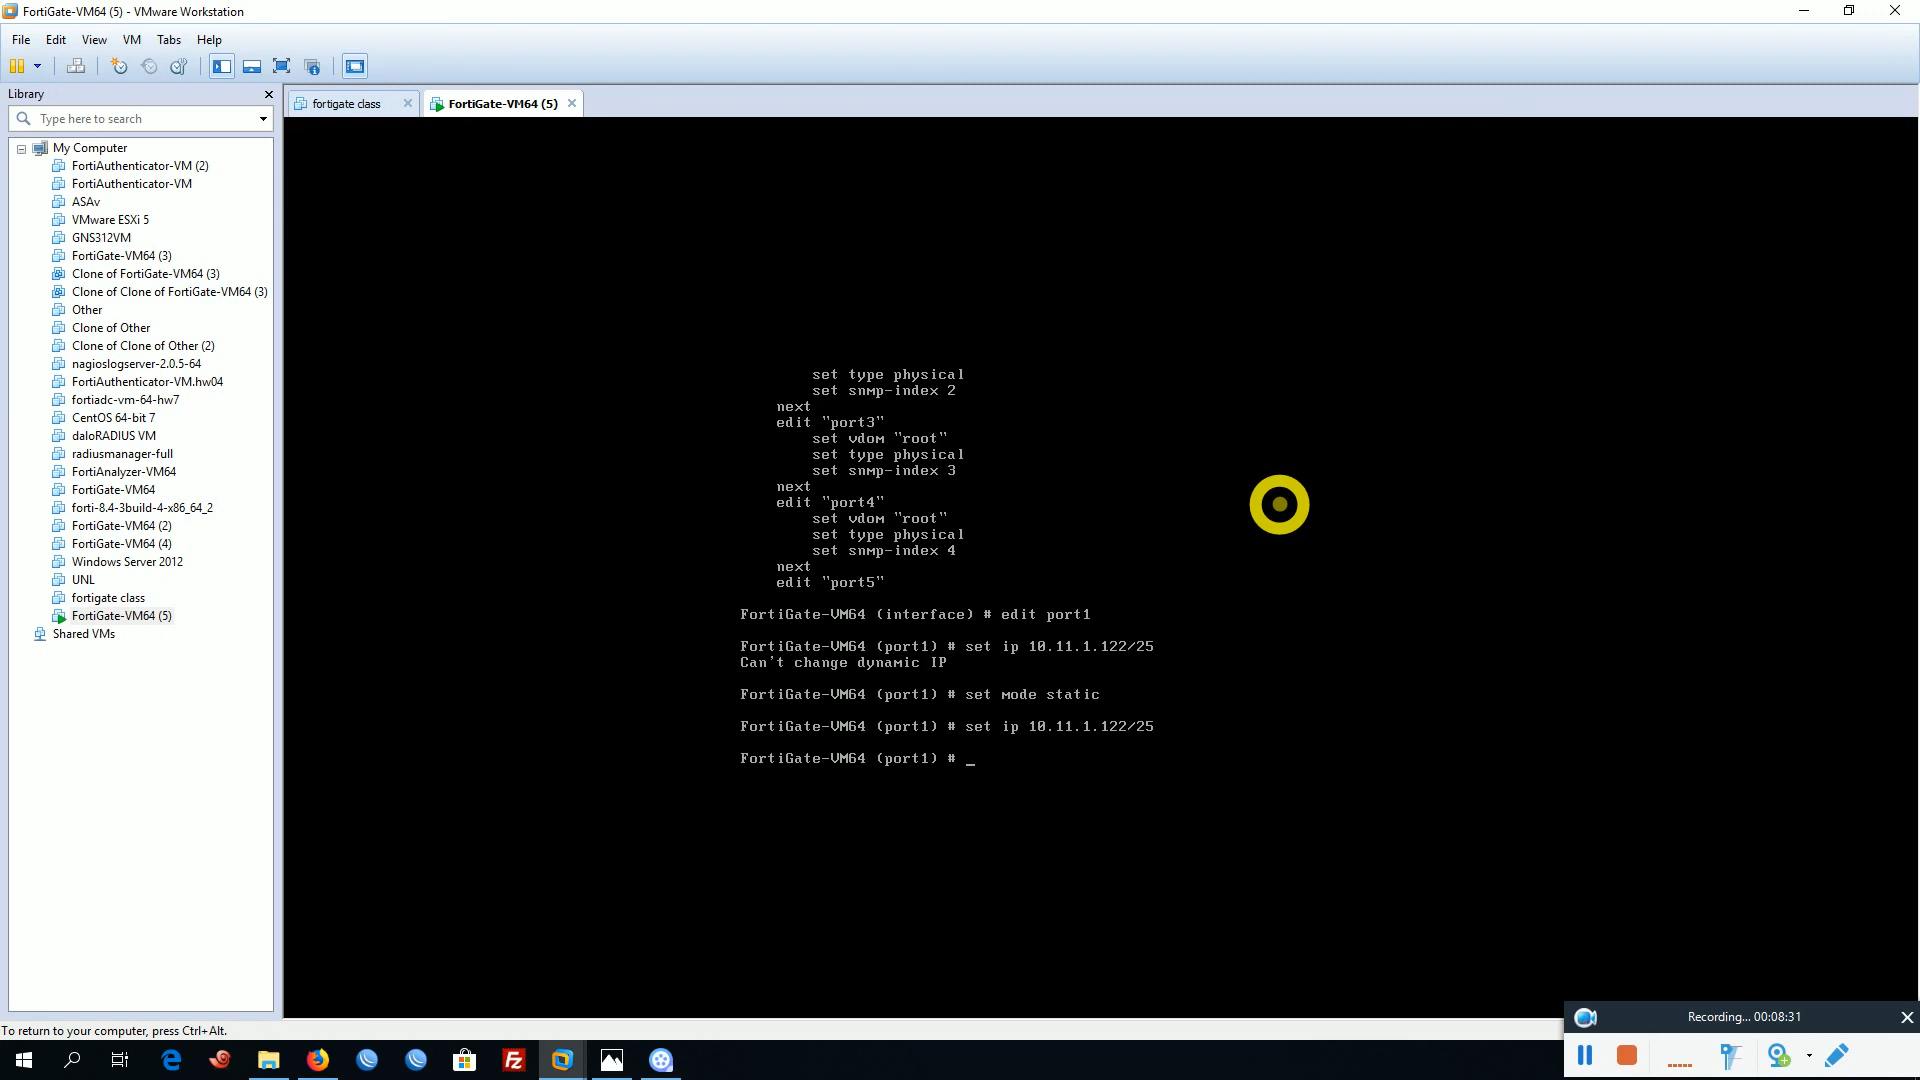 FortiGate-VM64 (5) - VMware Workstation
File Edit View VM Tabs Help
Library
Type here to search
My Computer
FortiAuthenticator-VM (2)
FortiAuthenticator-VM
ASAv
VMware ESXi 5
GNS312VM
FortiGate-VM64 (3)
Clone of FortiGate-VM64 (3)
Clone of Clone of FortiGate-VM64 (3)
Other
Clone of Other
Clone of Clone of Other (2)
nagioslogserver-2.0.5-64
FortiAuthenticator-VM.hw04
fortiadc-vm-64-hw7
CentOS 64-bit 7
daloRADIUS VM
radiusmanager-full
FortiAnalyzer-VM64
FortiGate-VM64
forti-8.4-3build-4-x86_64_2
FortiGate-VM64 (2)
FortiGate-VM64 (4)
Windows Server 2012
UNL
fortigate class
FortiGate-VM64 (5)
Shared VMs
fortigate class
FortiGate-VM64 (5)
set type physical
set snmp-index 2
next
edit "port3"
set vdom "root"
set type physical
set snmp-index 3
next
edit "port4"
set vdom "root"
set type physical
set snmp-index 4
next
edit "port5"
FortiGate-VM64 (interface) # edit port1
FortiGate-VM64 (port1) # set ip 10.11.1.122/25
Can't change dynamic IP
FortiGate-VM64 (port1) # set mode static
FortiGate-VM64 (port1) # set ip 10.11.1.122/25
FortiGate-VM64 (port1) # _
To return to your computer, press Ctrl+Alt.
Recording... 00:08:31